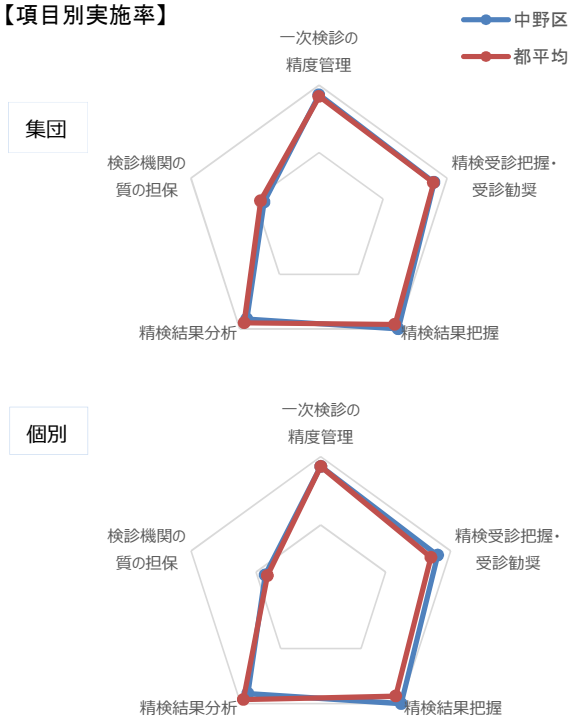 【項目別実施率】
中野区
都平均
集団
一次検診の
精度管理
精検受診把握・
受診勧奨
精検結果把握
精検結果分析
検診機関の
質の担保
個別
一次検診の
精度管理
精検受診把握・
受診勧奨
精検結果把握
精検結果分析
検診機関の
質の担保